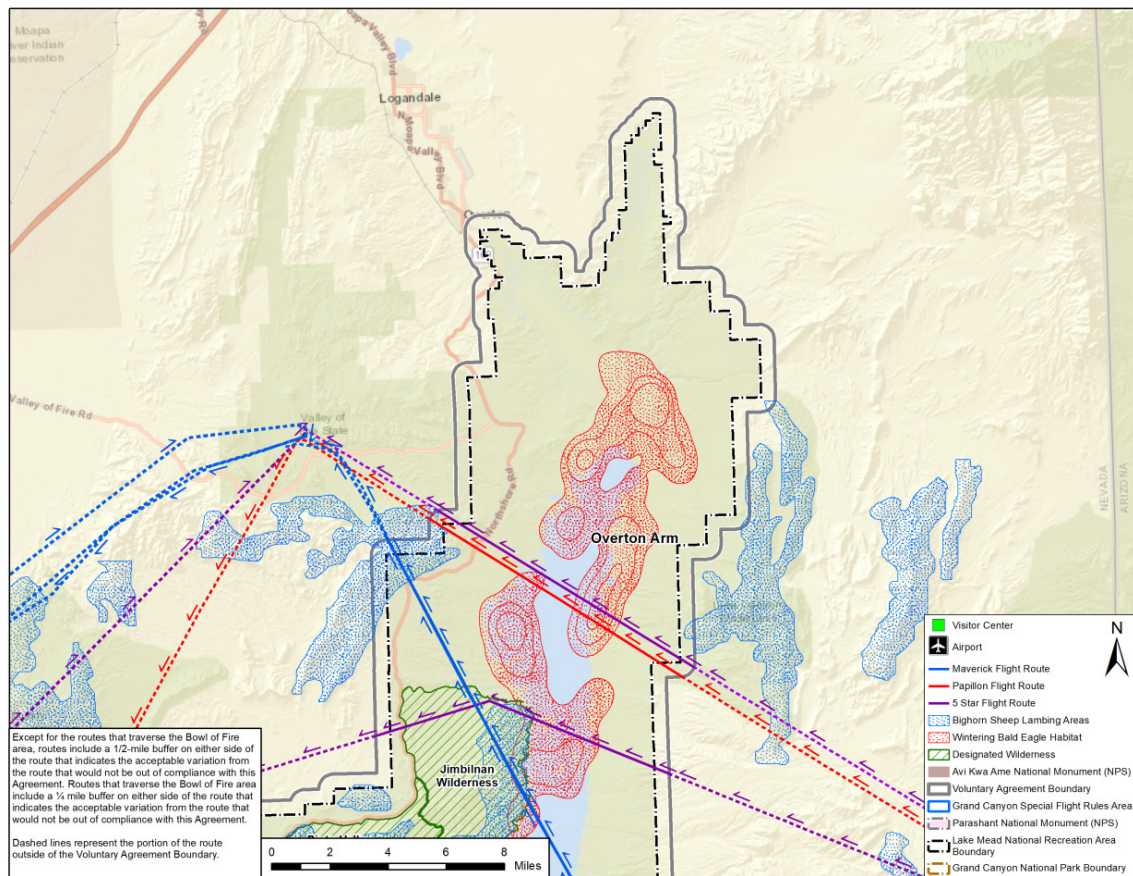 Moapa
ver Indian
eservation
Moapa Valley Blvd
Logandale
N Moapa Valley Blvd
Valley of Fire Rd
Valley of
State
Northshore Rd
Overton Arm
NEVADA
ARIZONA
Jimbilnan
Wilderness
Except for the routes that traverse the Bowl of Fire
area, routes include a 1/2-mile buffer on either side of
the route that indicates the acceptable variation from
the route that would not be out of compliance with this
Agreement. Routes that traverse the Bowl of Fire area
include a ¼ mile buffer on either side of the route that
indicates the acceptable variation from the route that
would not be out of compliance with this Agreement.
Dashed lines represent the portion of the route
outside of the Voluntary Agreement Boundary.
0 2 4 6 8
Miles
N
Visitor Center
Airport
Maverick Flight Route
Papillon Flight Route
5 Star Flight Route
Bighorn Sheep Lambing Areas
Wintering Bald Eagle Habitat
Designated Wilderness
Avi Kwa Ame National Monument (NPS)
Voluntary Agreement Boundary
Grand Canyon Special Flight Rules Area
Parashant National Monument (NPS)
Lake Mead National Recreation Area
Boundary
Grand Canyon National Park Boundary